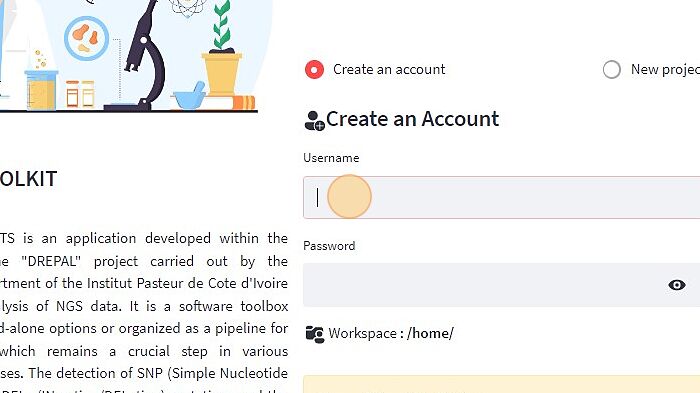 Create an account
New projec
Create an Account
Username
Password
Workspace : /home/
OLKIT
TS is an application developed within the
e "DREPAL" project carried out by the
rtment of the Institut Pasteur de Cote d'Ivoire
lysis of NGS data. It is a software toolbox
d-alone options or organized as a pipeline for
which remains a crucial step in various
ses. The detection of SNP (Simple Nucleotide